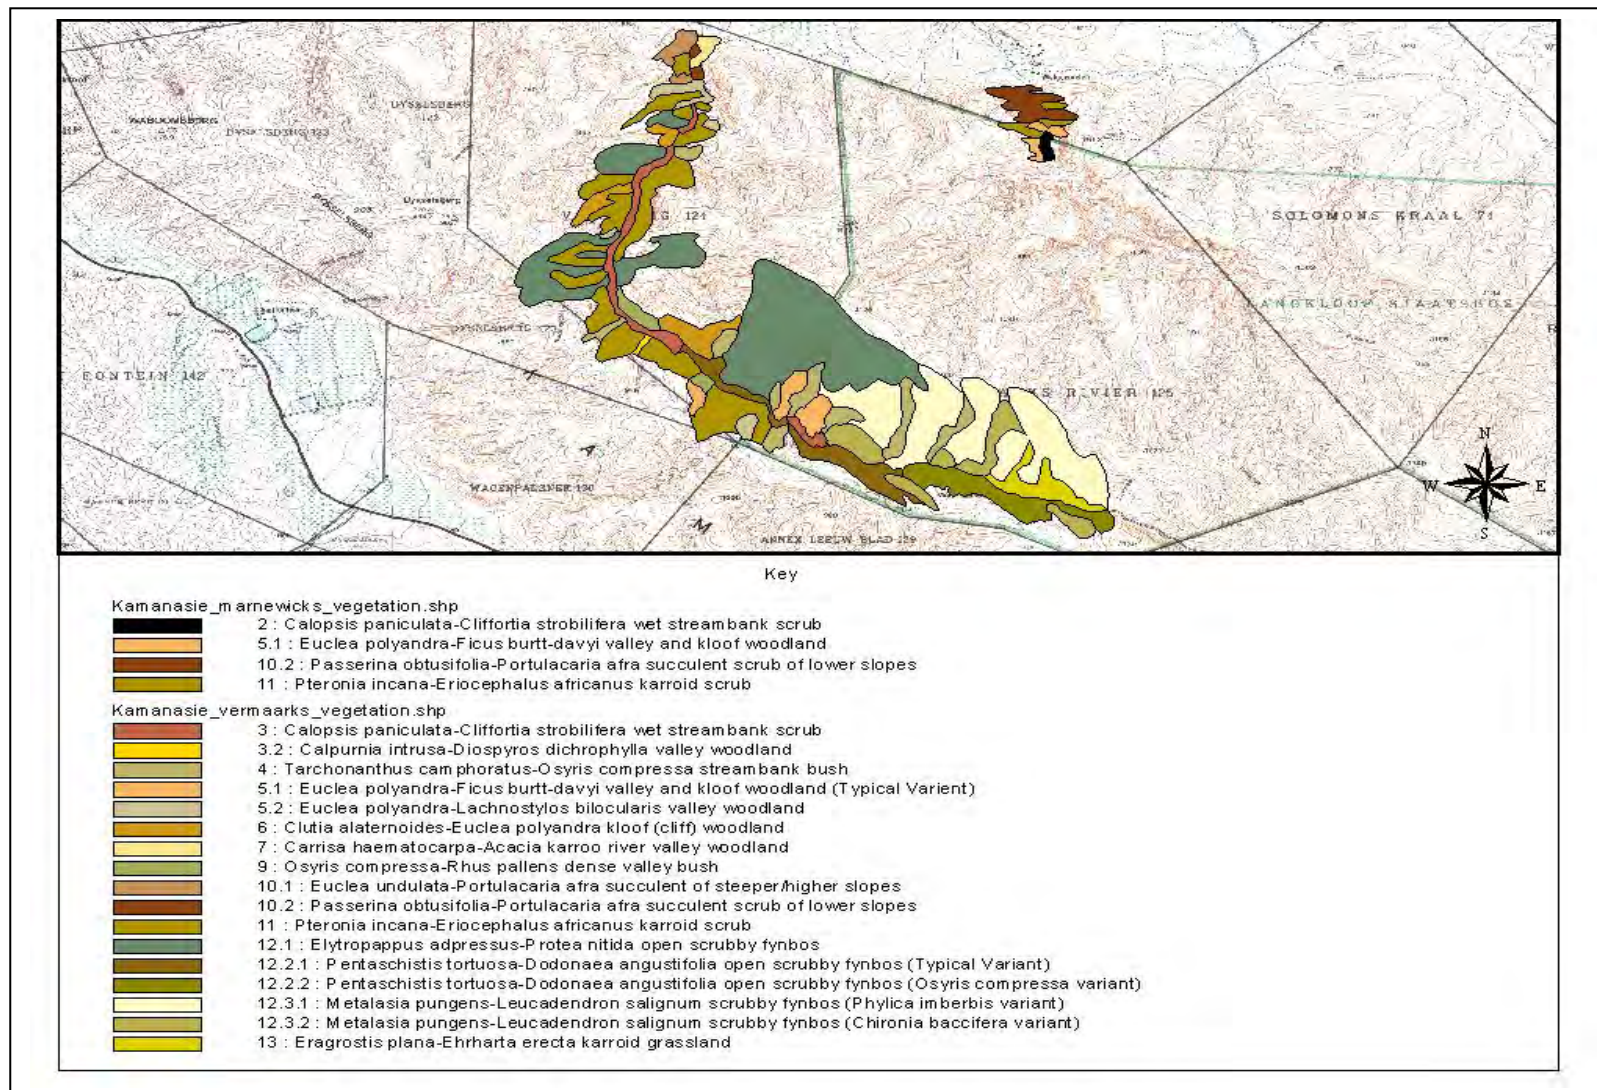 WABOOMSBERG
DYSSELSBERG
Dysselsberg
SOLOMONS KRAAL 71
LANGKLOOF STAATSBOS
FONTEIN 142
WAGENPADSNEK 130
ANNEX LEEUW BLAD 129
T
A
M
N
W E
S
Key
Kamanasie_marnewicks_vegetation.shp
2 : Calopsis paniculata-Cliffortia strobilifera wet streambank scrub
5.1 : Euclea polyandra-Ficus burtt-davyi valley and kloof woodland
10.2 : Passerina obtusifolia-Portulacaria afra succulent scrub of lower slopes
11 : Pteronia incana-Eriocephalus africanus karroid scrub
Kamanasie_vermaarks_vegetation.shp
3 : Calopsis paniculata-Cliffortia strobilifera wet streambank scrub
3.2 : Calpurnia intrusa-Diospyros dichrophylla valley woodland
4 : Tarchonanthus camphoratus-Osyris compressa streambank bush
5.1 : Euclea polyandra-Ficus burtt-davyi valley and kloof woodland (Typical Varient)
5.2 : Euclea polyandra-Lachnostylos bilocularis valley woodland
6 : Clutia alaternoides-Euclea polyandra kloof (cliff) woodland
7 : Carrisa haematocarpa-Acacia karroo river valley woodland
9 : Osyris compressa-Rhus pallens dense valley bush
10.1 : Euclea undulata-Portulacaria afra succulent of steeper/higher slopes
10.2 : Passerina obtusifolia-Portulacaria afra succulent scrub of lower slopes
11 : Pteronia incana-Eriocephalus africanus karroid scrub
12.1 : Elytropappus adpressus-Protea nitida open scrubby fynbos
12.2.1 : Pentaschistis tortuosa-Dodonaea angustifolia open scrubby fynbos (Typical Variant)
12.2.2 : Pentaschistis tortuosa-Dodonaea angustifolia open scrubby fynbos (Osyris compressa variant)
12.3.1 : Metalasia pungens-Leucadendron salignum scrubby fynbos (Phylica imberbis variant)
12.3.2 : Metalasia pungens-Leucadendron salignum scrubby fynbos (Chironia baccifera variant)
13 : Eragrostis plana-Ehrharta erecta karroid grassland